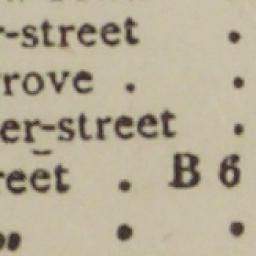 r-street .
rove . .
er-street .
reet . B 6
" . .